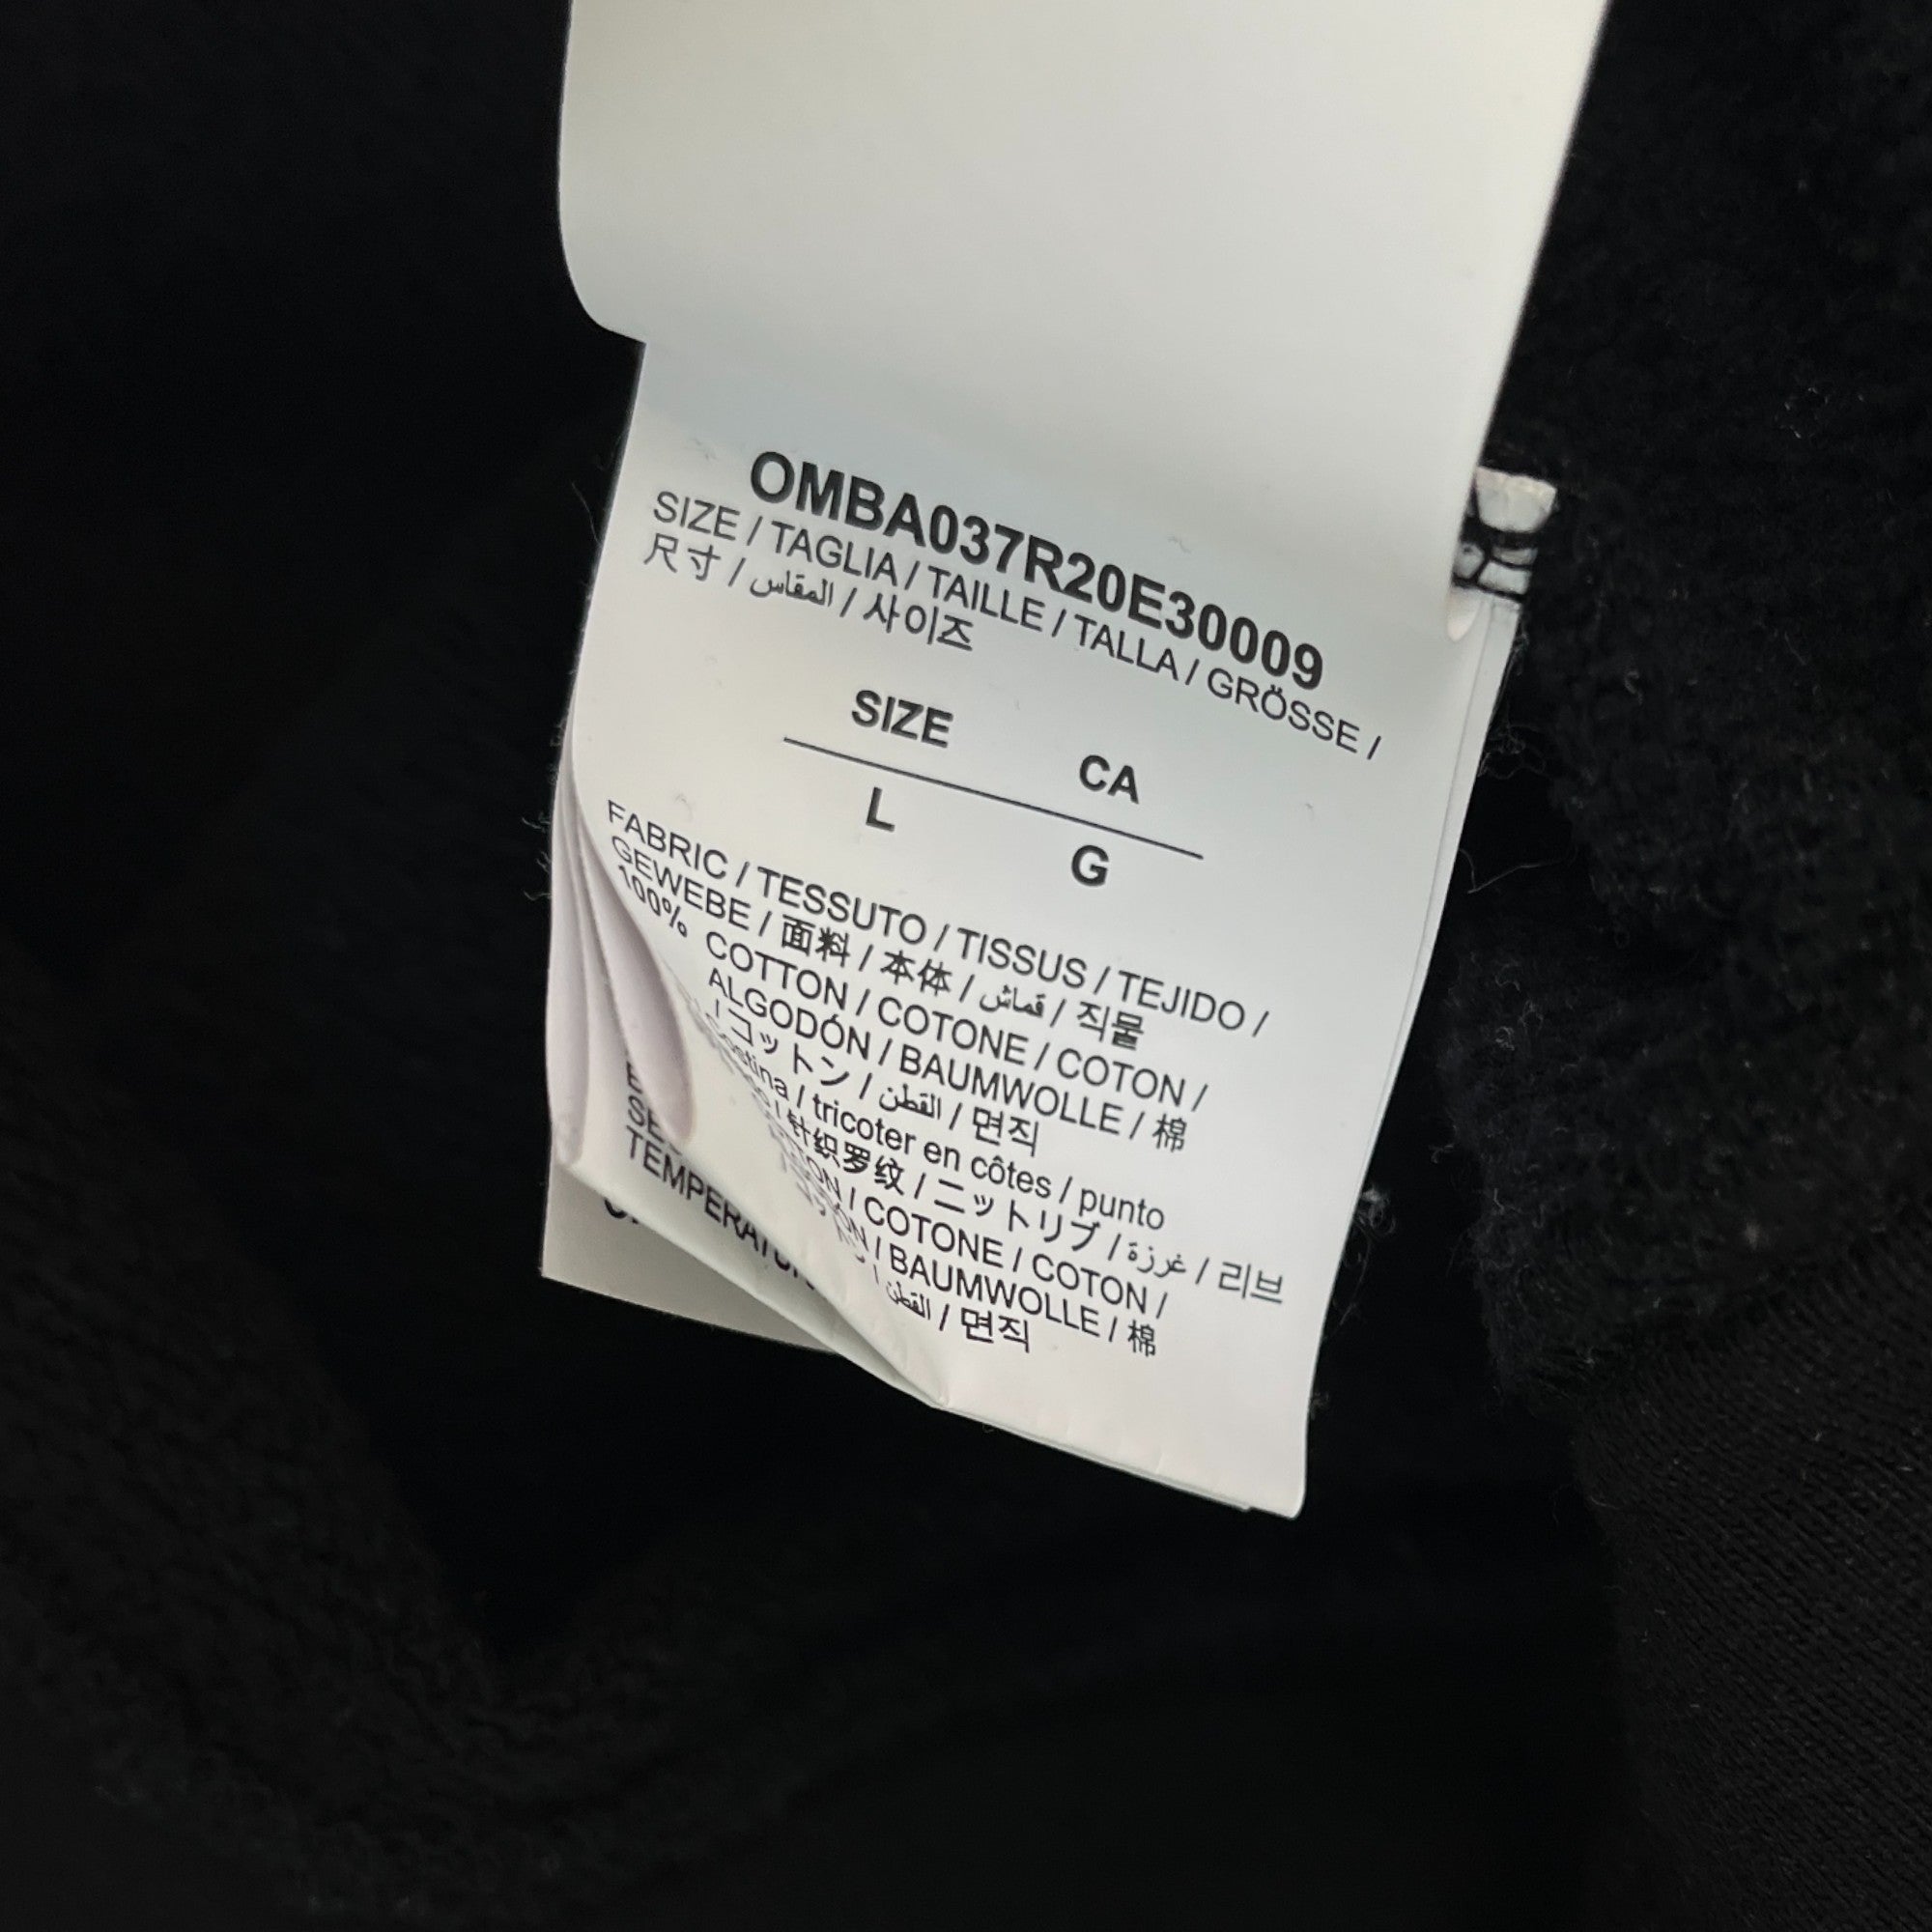 OMBA037R20E30009
SIZE / TAGLIA / TAILLE / TALLA / GRÖSSE /
尺寸 / المقاس / 사이즈
SIZE CA
L G
FABRIC / TESSUTO / TISSUS / TEJIDO /
GEWEBE / 面料 / 本体 / قماش / 직물
100% COTTON / COTONE / COTON /
ALGODÓN / BAUMWOLLE / 棉
/ コットン / القطن / 면직
/ tricoter en côtes / punto
/ 针织罗纹 / ニットリブ / غرزة / 리브
/ COTONE / COTON /
/ BAUMWOLLE / 棉
/ القطن / 면직